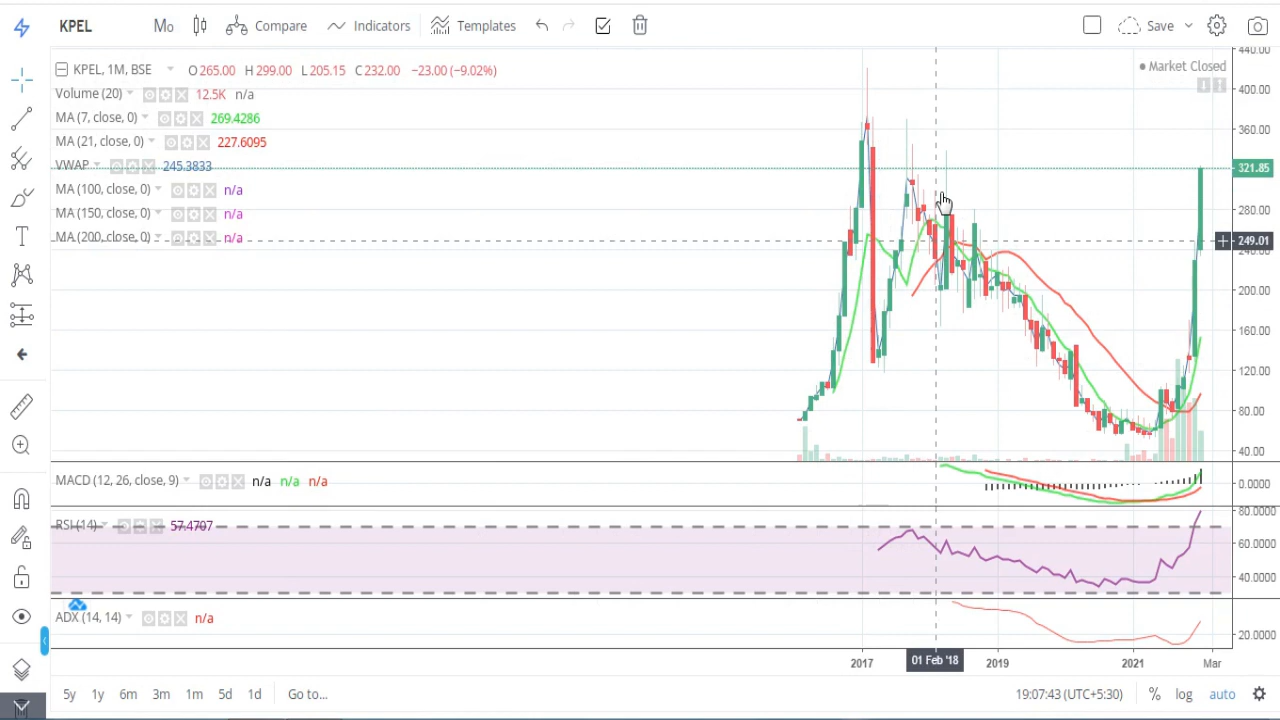 KPEL Mo Compare Indicators Templates Save
KPEL, 1M, BSE O265.00 H299.00 L205.15 C232.00 −23.00 (−9.02%)
Market Closed
Volume (20) 12.5K n/a
MA (7, close, 0) 269.4286
MA (21, close, 0) 227.6095
VWAP 245.3833
MA (100, close, 0) n/a
MA (150, close, 0) n/a
MA (200, close, 0) n/a
440.00
400.00
360.00
321.85
280.00
249.01
240.00
200.00
160.00
120.00
80.00
40.00
MACD (12, 26, close, 9) n/a n/a n/a
0.0000
RSI (14) 57.4707
80.0000
60.0000
40.0000
ADX (14, 14) n/a
20.0000
2017 01 Feb '18 2019 2021 Mar
5y 1y 6m 3m 1m 5d 1d Go to... 19:07:43 (UTC+5:30) % log auto